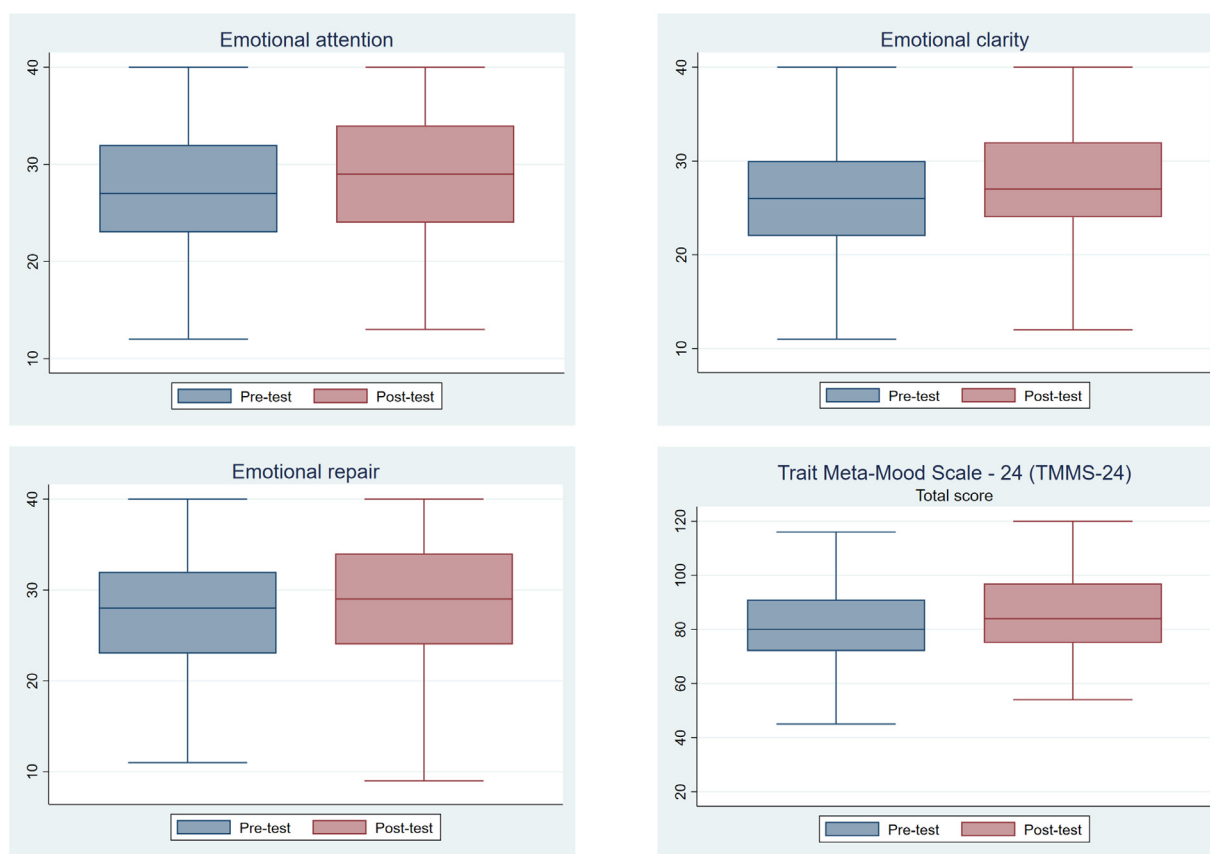 Emotional attention
40
30
20
10
Pre-test Post-test
Emotional clarity
40
30
20
10
Pre-test Post-test
Emotional repair
40
30
20
10
Pre-test Post-test
Trait Meta-Mood Scale - 24 (TMMS-24)
Total score
120
100
80
60
40
20
Pre-test Post-test